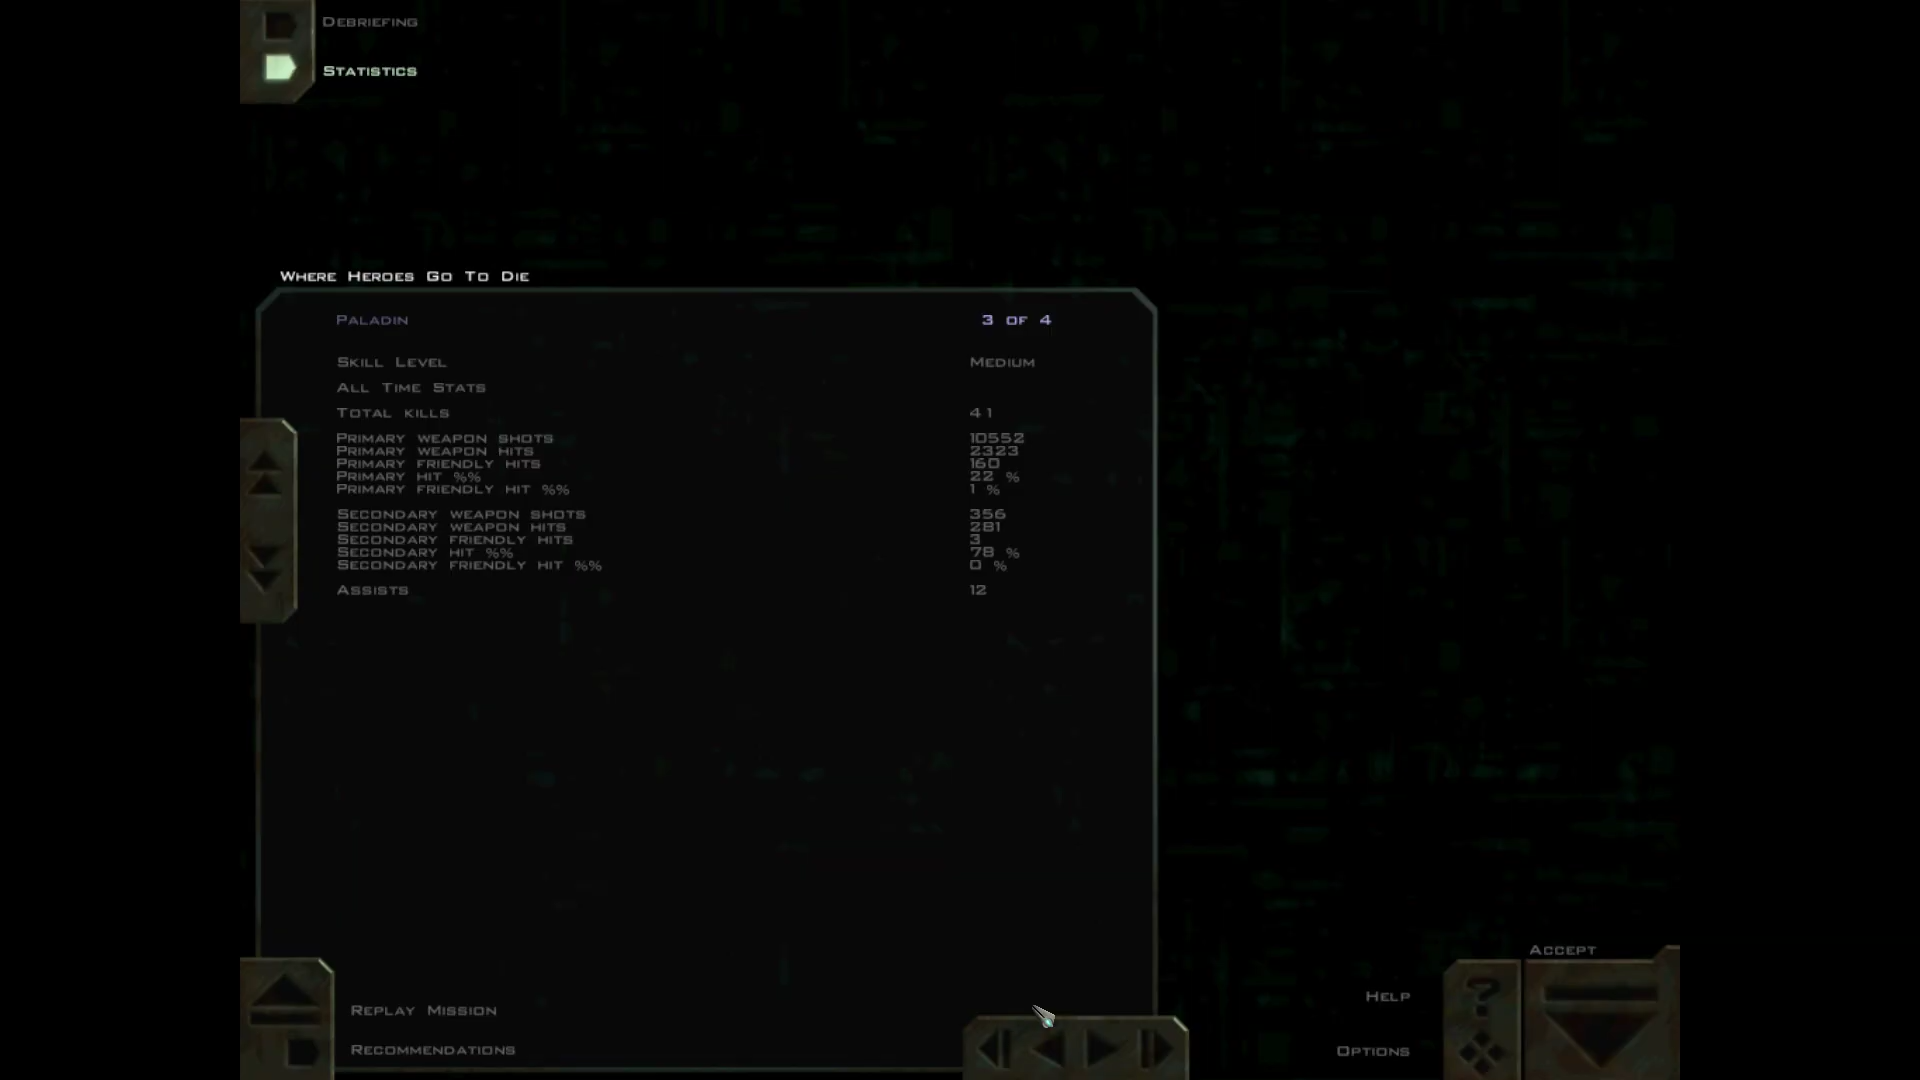 Debriefing
Statistics
Where Heroes Go To Die
Paladin 3 of 4
Skill Level Medium
All Time Stats
Total kills 41
Primary weapon shots 10552
Primary weapon hits 2323
Primary friendly hits 160
Primary hit %% 22 %
Primary friendly hit %% 1 %
Secondary weapon shots 356
Secondary weapon hits 281
Secondary friendly hits 3
Secondary hit %% 78 %
Secondary friendly hit %% 0 %
Assists 12
Accept
Help
Replay Mission
Recommendations
Options